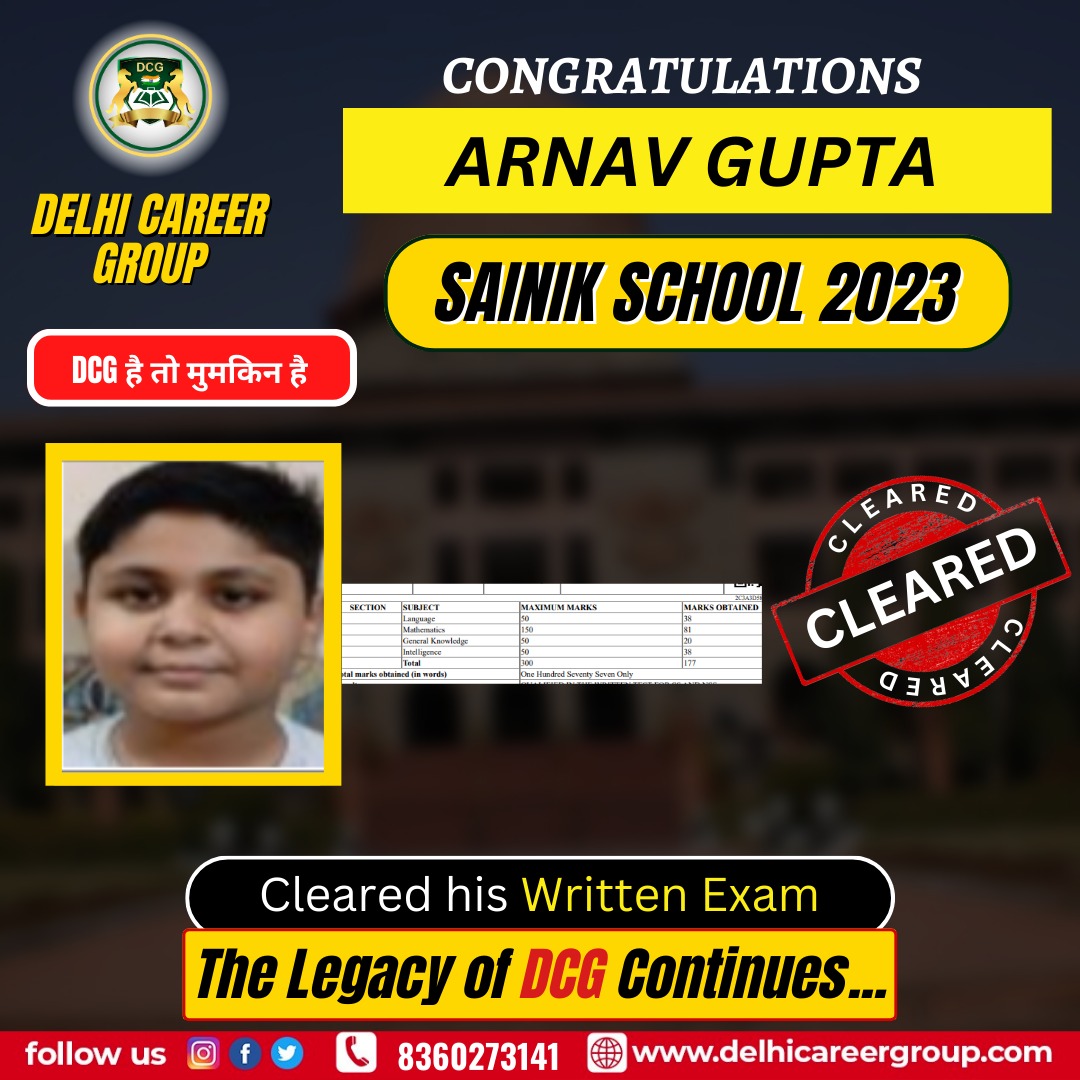 DCG
DELHI CAREER
GROUP
CONGRATULATIONS
ARNAV GUPTA
SAINIK SCHOOL 2023
DCG है तो मुमकिन है
SECTION SUBJECT MAXIMUM MARKS MARKS OBTAINED
Language 50 38
Mathematics 150 81
General Knowledge 50 20
Intelligence 50 38
Total 300 177
otal marks obtained (in words) One Hundred Seventy Seven Only
CLEARED
CLEARED
CLEARED
Cleared his Written Exam
The Legacy of DCG Continues...
follow us 8360273141 www.delhicareergroup.com